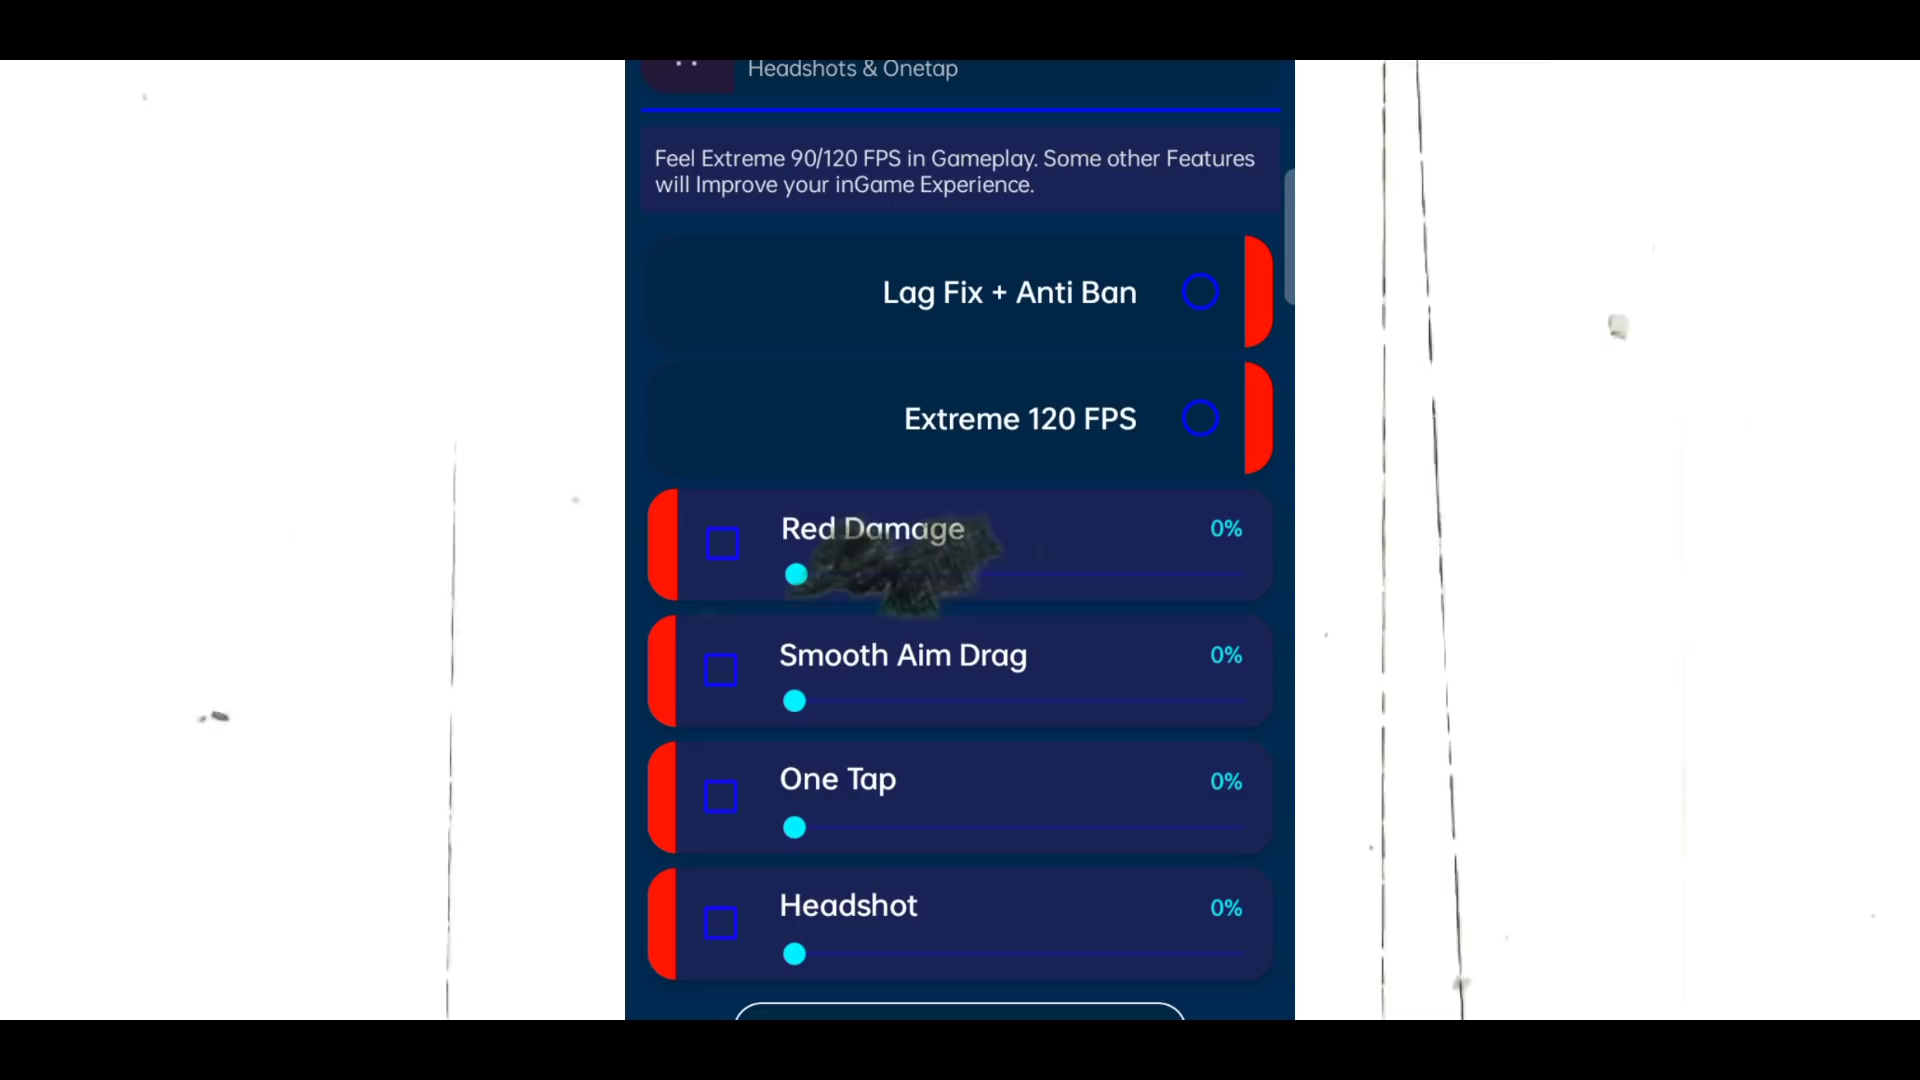 Headshots & Onetap
Feel Extreme 90/120 FPS in Gameplay. Some other Features
will Improve your inGame Experience.
Lag Fix + Anti Ban
Extreme 120 FPS
Red Damage 0%
Smooth Aim Drag 0%
One Tap 0%
Headshot 0%